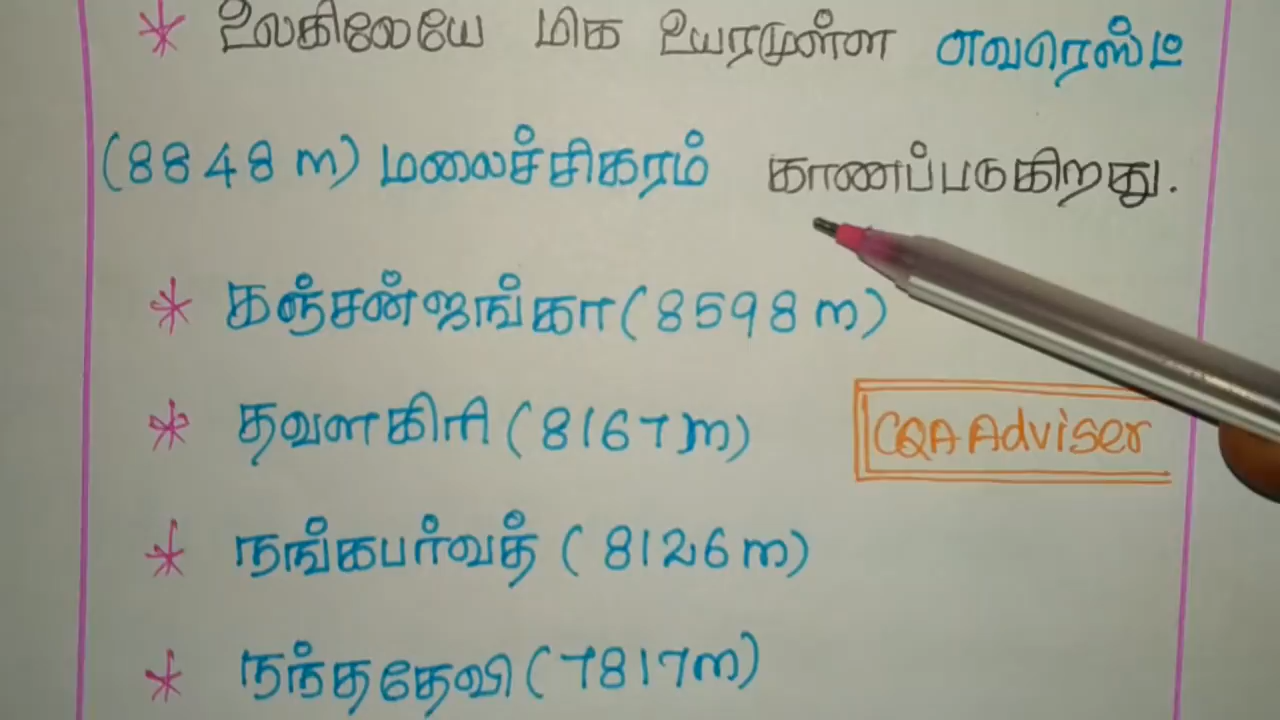 * உலகிலேயே மிக உயரமுள்ள எவரெஸ்ட்
(8848 m) மலைச்சிகரம் காணப்படுகிறது.
* கஞ்சன்ஜங்கா (8598 m)
* தவளகிரி (8167 m)
CQA Adviser
* நங்கபர்வத் (8126 m)
* நந்ததேவி (7817 m)